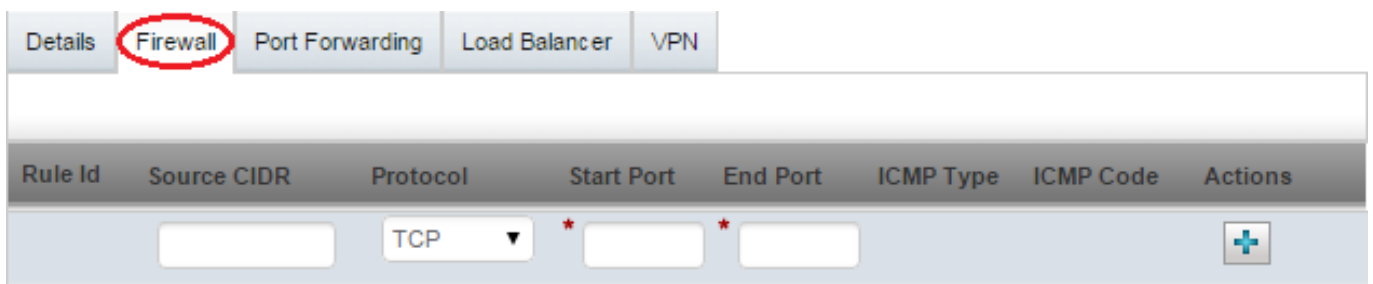 Details Firewall Port Forwarding Load Balancer VPN
Rule Id Source CIDR Protocol Start Port End Port ICMP Type ICMP Code Actions
TCP ▼ * *